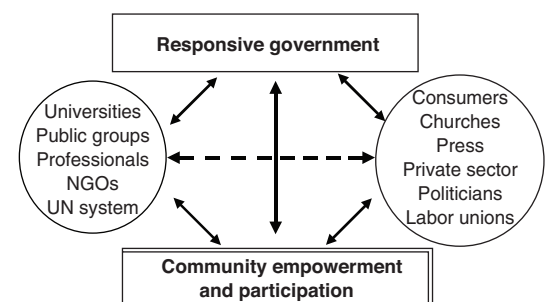 Responsive government
Universities
Public groups
Professionals
NGOs
UN system
Consumers
Churches
Press
Private sector
Politicians
Labor unions
Community empowerment
and participation